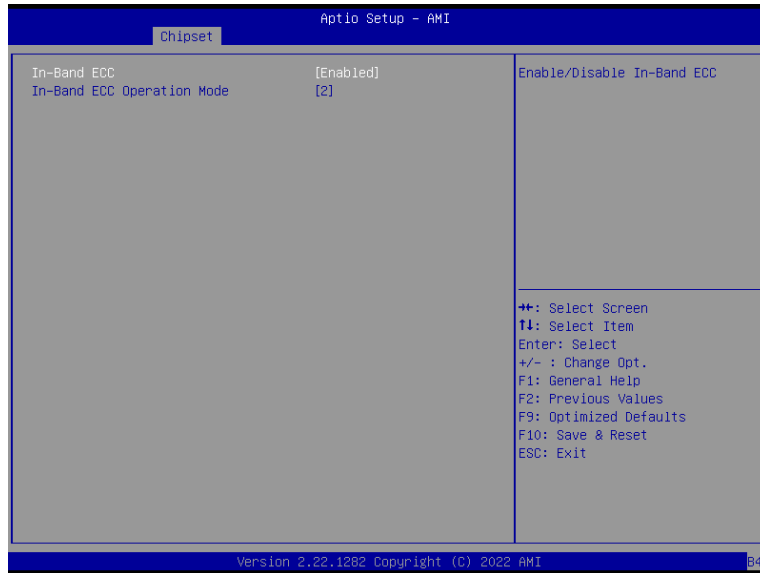 Aptio Setup – AMI
Chipset
In-Band ECC [Enabled]
In-Band ECC Operation Mode [2]
Enable/Disable In-Band ECC
→←: Select Screen
↑↓: Select Item
Enter: Select
+/- : Change Opt.
F1: General Help
F2: Previous Values
F9: Optimized Defaults
F10: Save & Reset
ESC: Exit
Version 2.22.1282 Copyright (C) 2022 AMI
B4